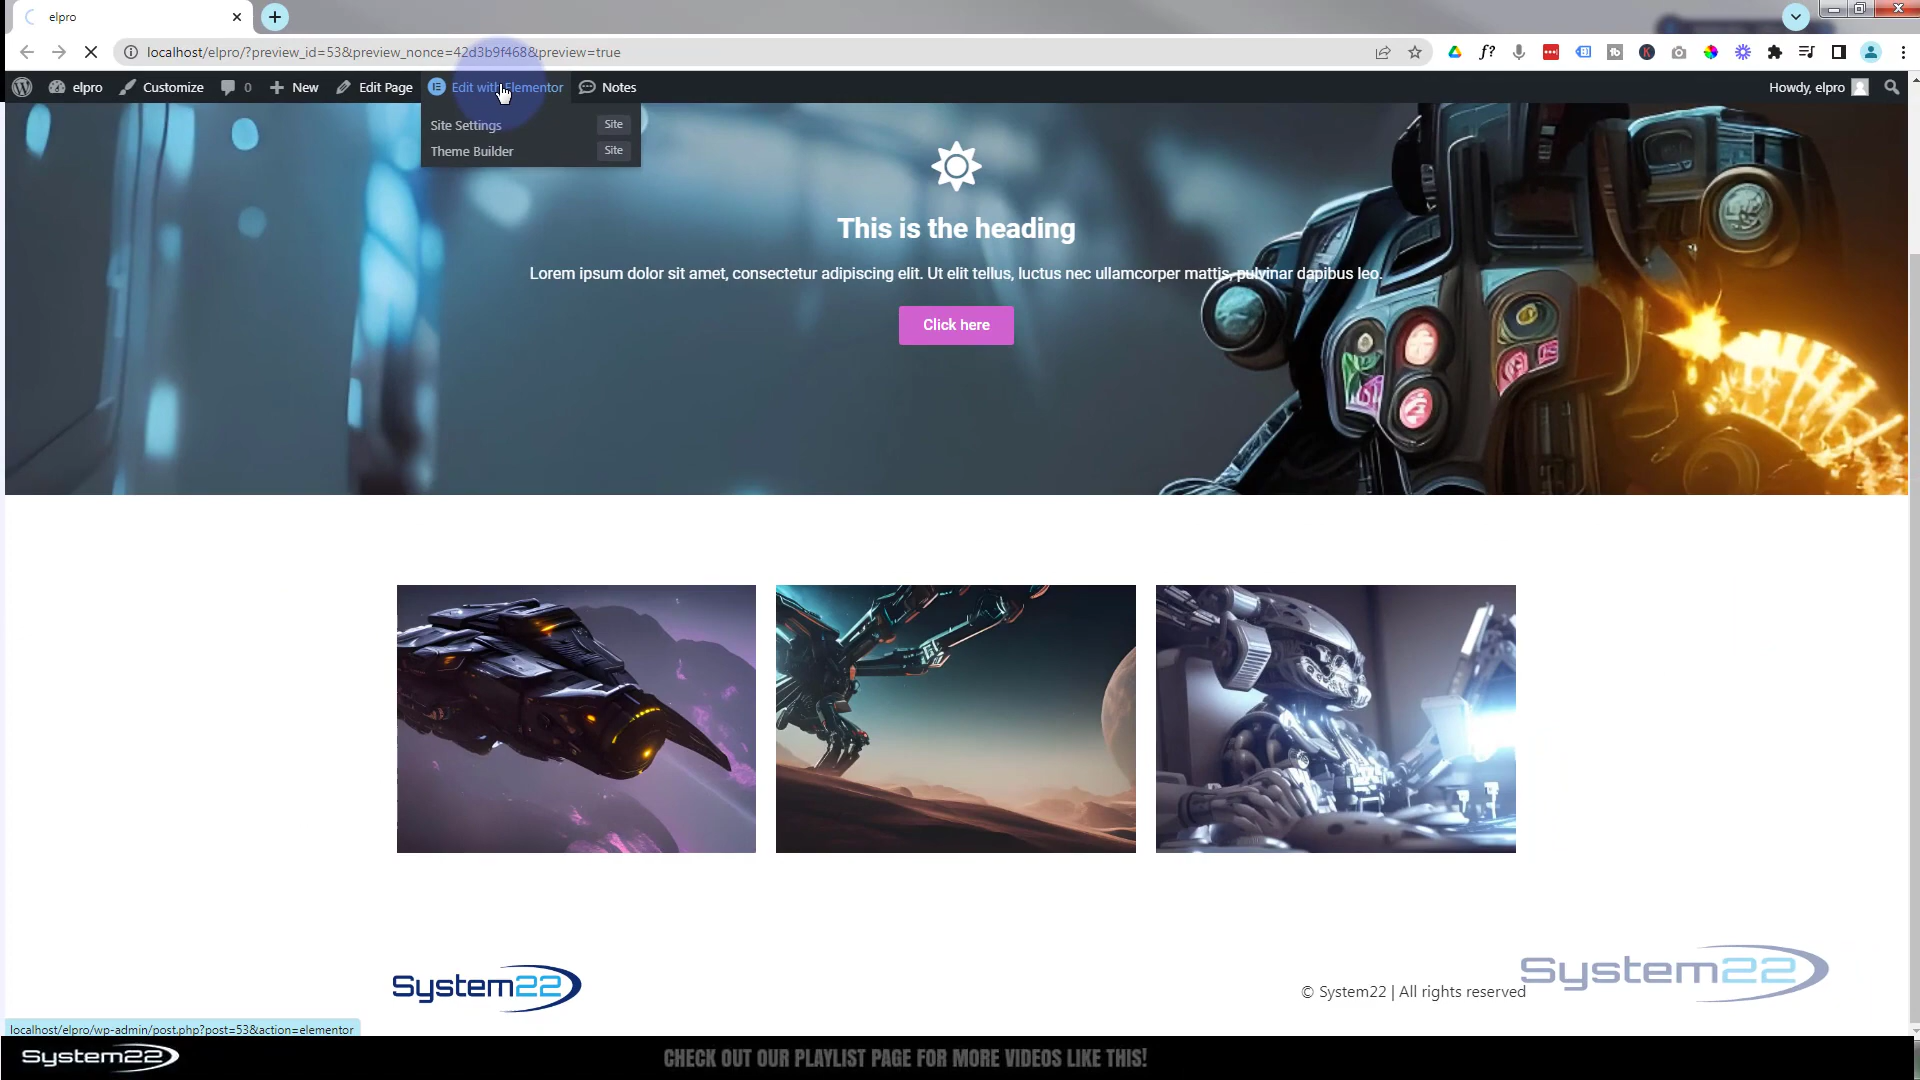 elpro
localhost/elpro/?preview_id=53&preview_nonce=42d3b9f468&preview=true
elpro Customize 0 New Edit Page Edit with Elementor Notes Howdy, elpro
Site Settings Site
Theme Builder Site
This is the heading
Lorem ipsum dolor sit amet, consectetur adipiscing elit. Ut elit tellus, luctus nec ullamcorper mattis, pulvinar dapibus leo.
Click here
System22
© System22 | All rights reserved
System22
localhost/elpro/wp-admin/post.php?post=53&action=elementor
System22
CHECK OUT OUR PLAYLIST PAGE FOR MORE VIDEOS LIKE THIS!